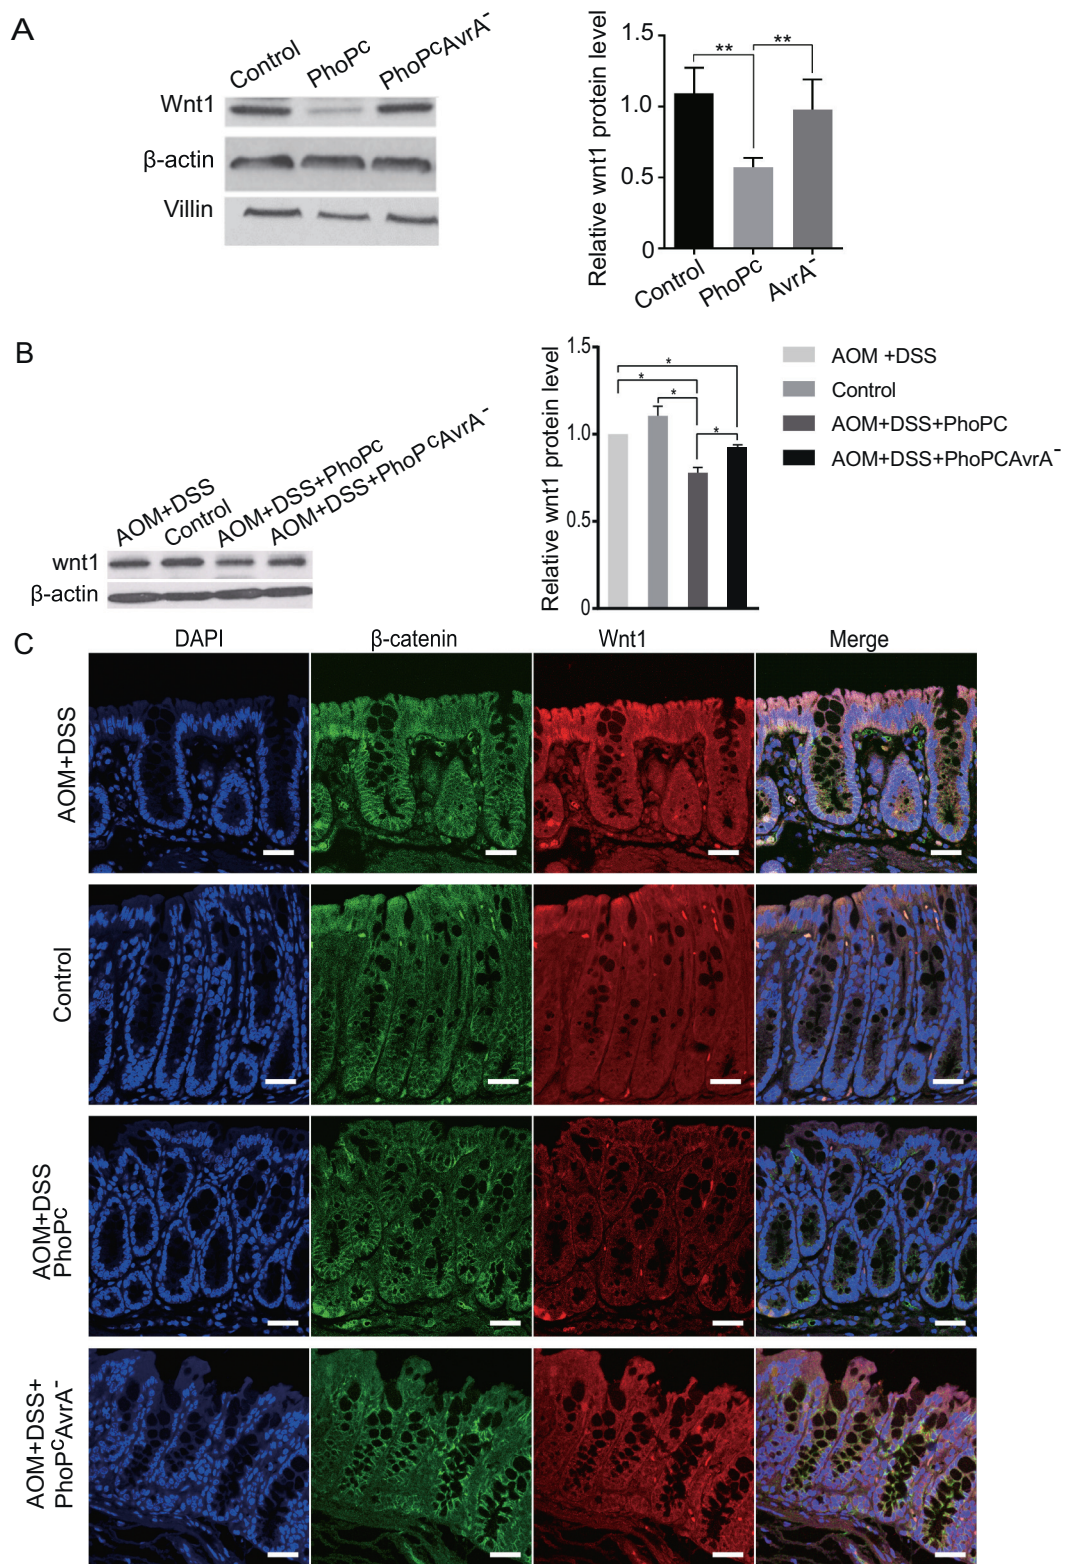 A
Control
PhoPc
PhoPcAvrA-
Wnt1
β-actin
Villin
Relative wnt1 protein level
1.5
1.0
0.5
0
**
**
Control
PhoPc
AvrA-
B
AOM+DSS
Control
AOM+DSS+PhoPc
AOM+DSS+PhoPcAvrA-
wnt1
β-actin
Relative wnt1 protein level
1.5
1.0
0.5
0
*
*
*
*
AOM +DSS
Control
AOM+DSS+PhoPC
AOM+DSS+PhoPCAvrA-
C
DAPI
β-catenin
Wnt1
Merge
AOM+DSS
Control
AOM+DSS
PhoPc
AOM+DSS+
PhoPcAvrA-